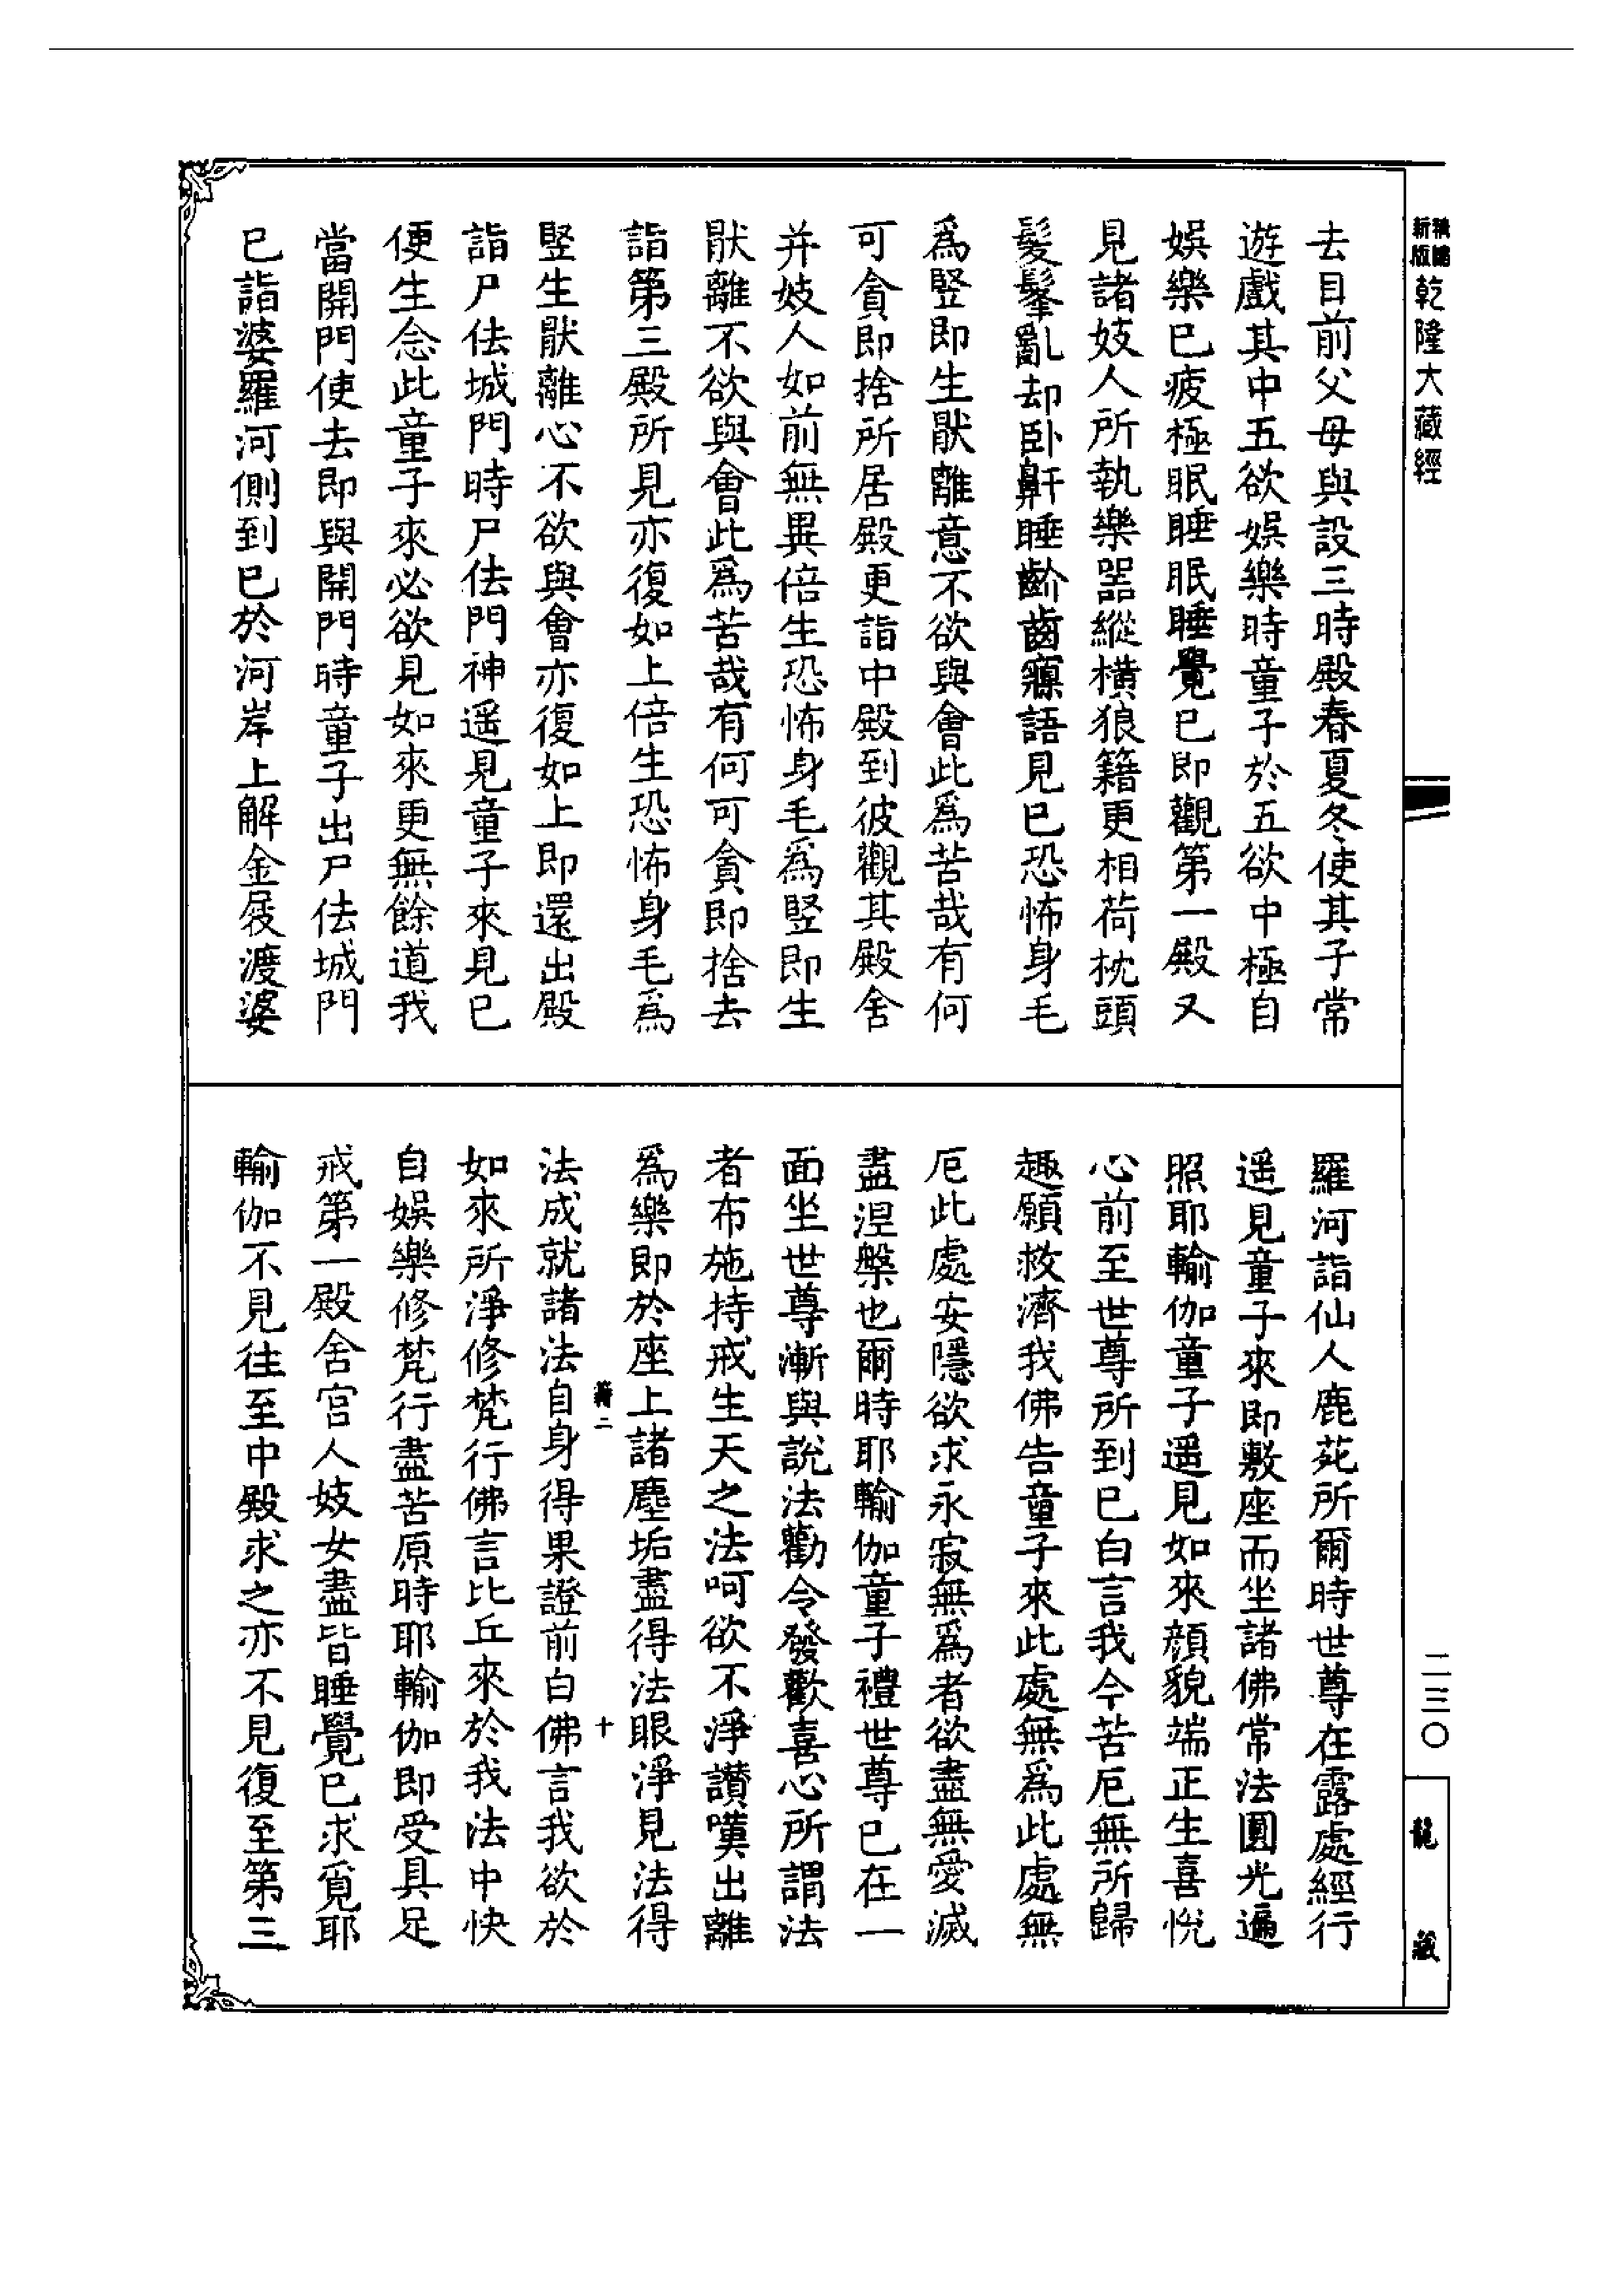 新版
乾隆大藏經
去目前父母與設三時殿春夏冬使其子常
遊戲其中五欲娛樂時童子於五欲中極自
娛樂已疲極眠睡眠睡覺已即觀第一殿又
見諸妓人所執樂器縱橫狼籍更相荷枕頭
髮髼亂却卧鼾睡齘齒寱語見已恐怖身毛
爲竪即生厭離意不欲與會此爲苦哉有何
可貪即捨所居殿更詣中殿到彼觀其殿舍
并妓人如前無異倍生恐怖身毛爲竪即生
猒離不欲與會此爲苦哉有何可貪即捨去
詣第三殿所見亦復如上倍生恐怖身毛爲
竪生猒離心不欲與會亦復如上即還出殿
詣尸佉城門時尸佉門神遥見童子來見已
便生念此童子來必欲見如來更無餘道我
當開門使去即與開門時童子出尸佉城門
已詣婆羅河側到已於河岸上解金屐渡婆
羅河詣仙人鹿苑所爾時世尊在露處經行
遥見童子來即敷座而坐諸佛常法圓光遍
照耶輸伽童子遥見如來顏貌端正生喜悅
心前至世尊所到已白言我今苦厄無所歸
趣願救濟我佛告童子來此處無爲此處無
厄此處安隱欲求永寂無爲者欲盡無愛滅
盡涅槃也爾時耶輸伽童子禮世尊已在一
面坐世尊漸與說法勸令發歡喜心所謂法
者布施持戒生天之法呵欲不淨讃嘆出離
爲樂即於座上諸塵垢盡得法眼淨見法得
法成就諸法自身得果證前白佛言我欲於
如來所淨修梵行佛言比丘來於我法中快
自娛樂修梵行盡苦原時耶輸伽即受具足
戒第一殿舍宮人妓女盡皆睡覺已求覓耶
輸伽不見往至中殿求之亦不見復至第三
二 十
二三〇
龍藏